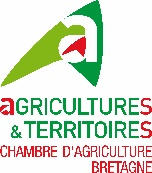 a
aGRICULTURES
& TERRITOIRES
CHAMBRE D'AGRICULTURE
BRETAGNE